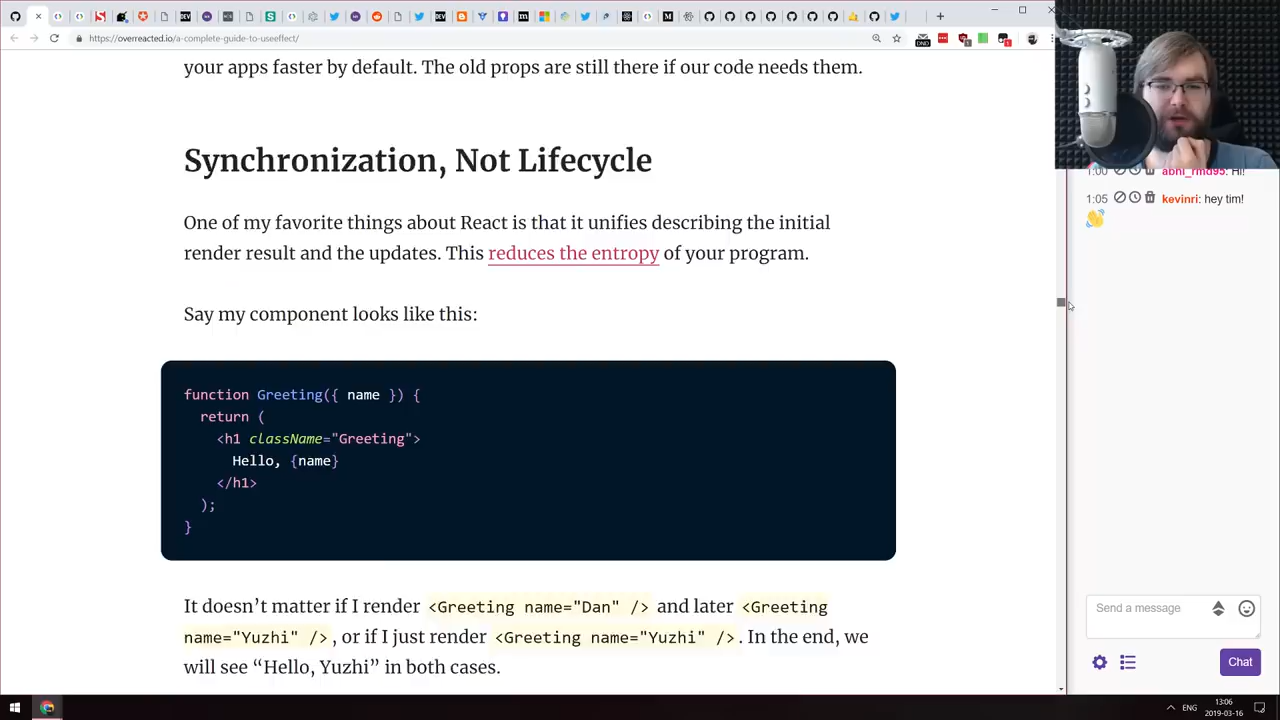 https://overreacted.io/a-complete-guide-to-useeffect/
your apps faster by default. The old props are still there if our code needs them.
Synchronization, Not Lifecycle
One of my favorite things about React is that it unifies describing the initial
render result and the updates. This reduces the entropy of your program.
Say my component looks like this:
function Greeting({ name }) {
return (
<h1 className="Greeting">
Hello, {name}
</h1>
);
}
It doesn’t matter if I render <Greeting name="Dan" /> and later <Greeting
name="Yuzhi" />, or if I just render <Greeting name="Yuzhi" />. In the end, we
will see “Hello, Yuzhi” in both cases.
1:00 abhi_rmd95: Hi!
1:05 kevinri: hey tim!
Send a message
Chat
ENG
13:06
2019-03-16